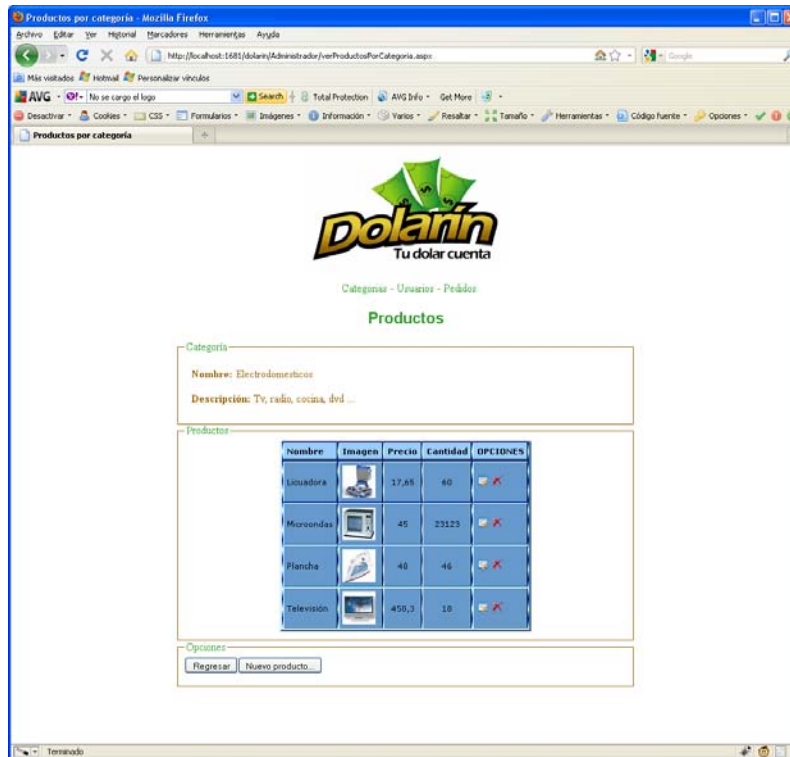 Productos por categoría - Mozilla Firefox
Archivo Editar Ver Historial Marcadores Herramientas Ayuda
http://localhost:1681/dolarin/Administrador/verProductosPorCategoria.aspx Google
Más visitados Hotmail Personalizar vínculos
AVG No se cargo el logo Search Total Protection AVG Info Get More
Desactivar Cookies CSS Formularios Imágenes Información Varios Resaltar Tamaño Herramientas Código fuente Opciones
Productos por categoría
Dolarín
Tu dolar cuenta
Categorias - Usuarios - Pedidos
Productos
Categoría
Nombre: Electrodomesticos
Descripción: Tv, radio, cocina, dvd ...
Productos
Nombre Imagen Precio Cantidad OPCIONES
Licuadora 17,65 60
Microondas 45 23123
Plancha 40 46
Televisión 450,3 18
Opciones
Regresar Nuevo producto...
Terminado